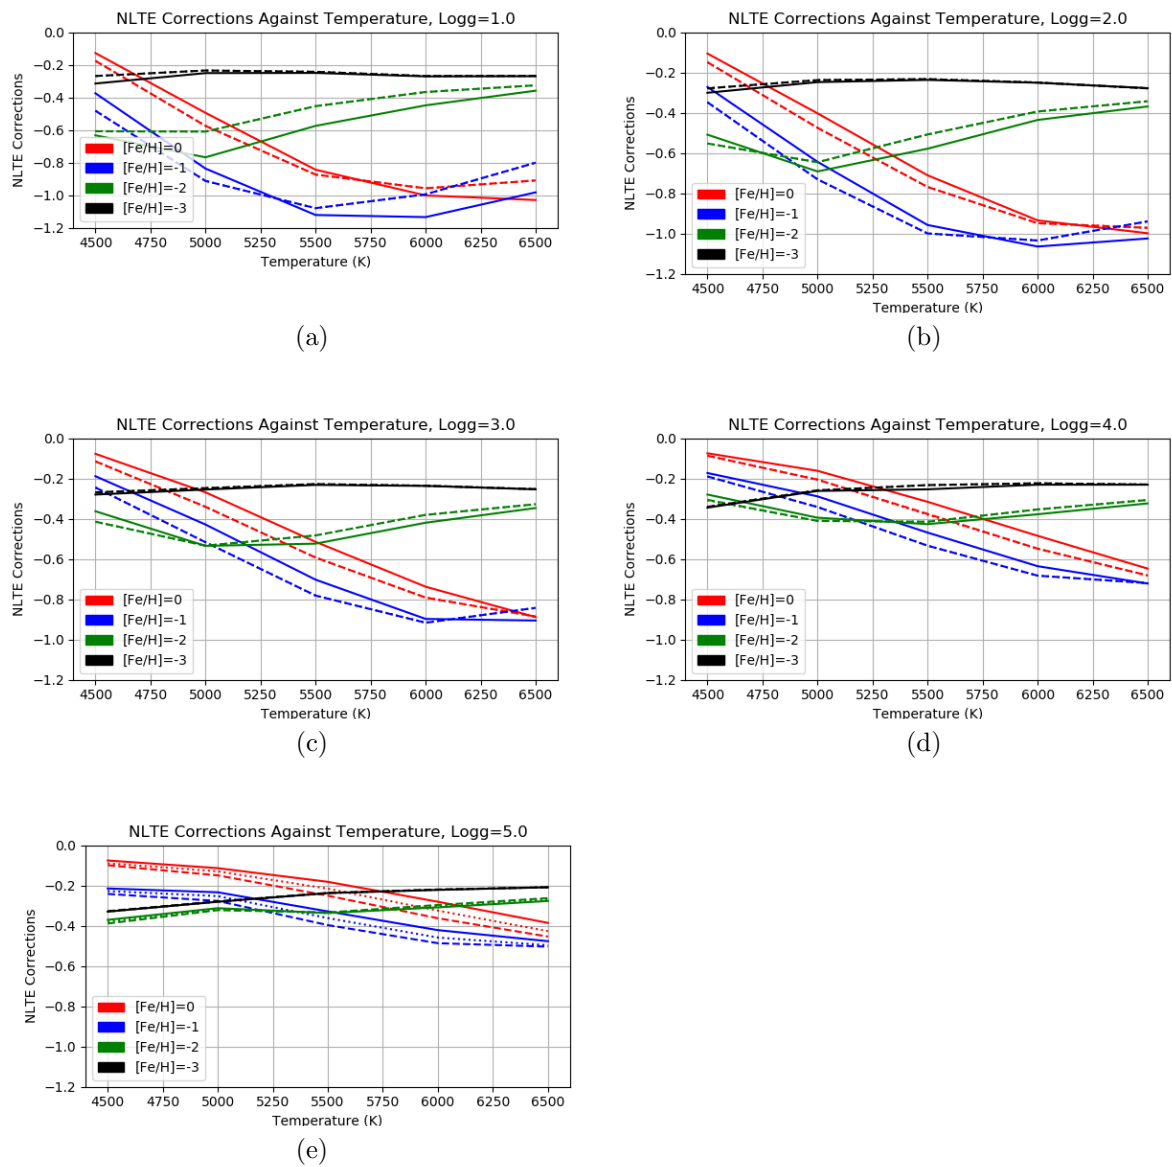 NLTE Corrections Against Temperature, Logg=1.0
0.0
−0.2
−0.4
−0.6
−0.8
−1.0
−1.2
NLTE Corrections
[Fe/H]=0
[Fe/H]=-1
[Fe/H]=-2
[Fe/H]=-3
4500 4750 5000 5250 5500 5750 6000 6250 6500
Temperature (K)
(a)
NLTE Corrections Against Temperature, Logg=2.0
0.0
−0.2
−0.4
−0.6
−0.8
−1.0
−1.2
NLTE Corrections
[Fe/H]=0
[Fe/H]=-1
[Fe/H]=-2
[Fe/H]=-3
4500 4750 5000 5250 5500 5750 6000 6250 6500
Temperature (K)
(b)
NLTE Corrections Against Temperature, Logg=3.0
0.0
−0.2
−0.4
−0.6
−0.8
−1.0
−1.2
NLTE Corrections
[Fe/H]=0
[Fe/H]=-1
[Fe/H]=-2
[Fe/H]=-3
4500 4750 5000 5250 5500 5750 6000 6250 6500
Temperature (K)
(c)
NLTE Corrections Against Temperature, Logg=4.0
0.0
−0.2
−0.4
−0.6
−0.8
−1.0
−1.2
NLTE Corrections
[Fe/H]=0
[Fe/H]=-1
[Fe/H]=-2
[Fe/H]=-3
4500 4750 5000 5250 5500 5750 6000 6250 6500
Temperature (K)
(d)
NLTE Corrections Against Temperature, Logg=5.0
0.0
−0.2
−0.4
−0.6
−0.8
−1.0
−1.2
NLTE Corrections
[Fe/H]=0
[Fe/H]=-1
[Fe/H]=-2
[Fe/H]=-3
4500 4750 5000 5250 5500 5750 6000 6250 6500
Temperature (K)
(e)